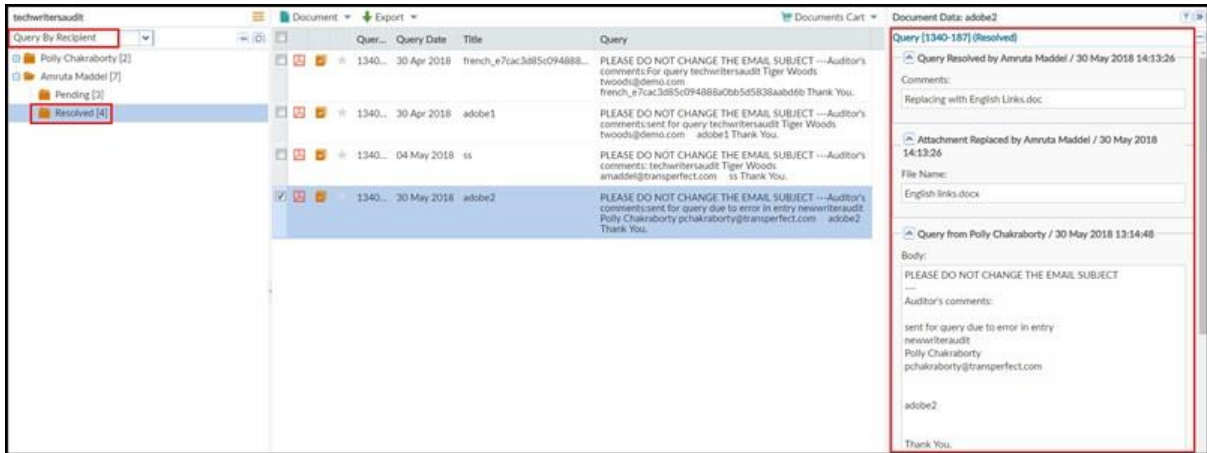 techwritersaudit
Document
Export
Documents Cart
Document Data: adobe2
Query By Recipient
Quer... Query Date Title Query
Query [1340-187] (Resolved)
Polly Chakraborty [2]
Amruta Maddel [7]
Pending [3]
Resolved [4]
1340... 30 Apr 2018 french_e7cac3d85c094888... PLEASE DO NOT CHANGE THE EMAIL SUBJECT ---Auditor's
comments:For query techwritersaudit Tiger Woods
twoods@demo.com
french_e7cac3d85c094888a0bb5d5838aabd6b Thank You.
1340... 30 Apr 2018 adobe1 PLEASE DO NOT CHANGE THE EMAIL SUBJECT ---Auditor's
comments:sent for query techwritersaudit Tiger Woods
twoods@demo.com adobe1 Thank You.
1340... 04 May 2018 ss PLEASE DO NOT CHANGE THE EMAIL SUBJECT ---Auditor's
comments: techwritersaudit Tiger Woods
amaddel@transperfect.com ss Thank You.
1340... 30 May 2018 adobe2 PLEASE DO NOT CHANGE THE EMAIL SUBJECT ---Auditor's
comments:sent for query due to error in entry newwriteraudit
Polly Chakraborty pchakraborty@transperfect.com adobe2
Thank You.
Query Resolved by Amruta Maddel / 30 May 2018 14:13:26
Comments:
Replacing with English Links.doc
Attachment Replaced by Amruta Maddel / 30 May 2018
14:13:26
File Name:
English links.docx
Query from Polly Chakraborty / 30 May 2018 13:14:48
Body:
PLEASE DO NOT CHANGE THE EMAIL SUBJECT
---
Auditor's comments:
sent for query due to error in entry
newwriteraudit
Polly Chakraborty
pchakraborty@transperfect.com
adobe2
Thank You.